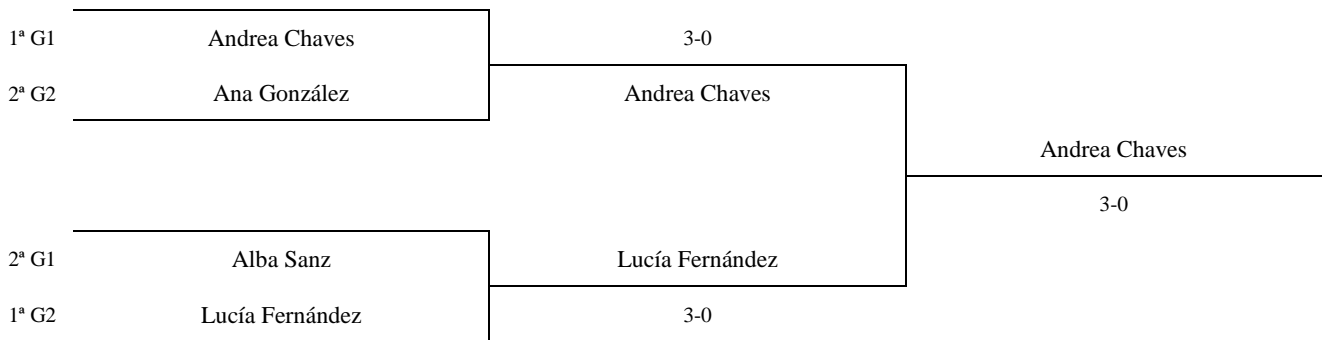 1ª G1 Andrea Chaves 3-0
2ª G2 Ana González Andrea Chaves
Andrea Chaves
3-0
2ª G1 Alba Sanz Lucía Fernández
1ª G2 Lucía Fernández 3-0